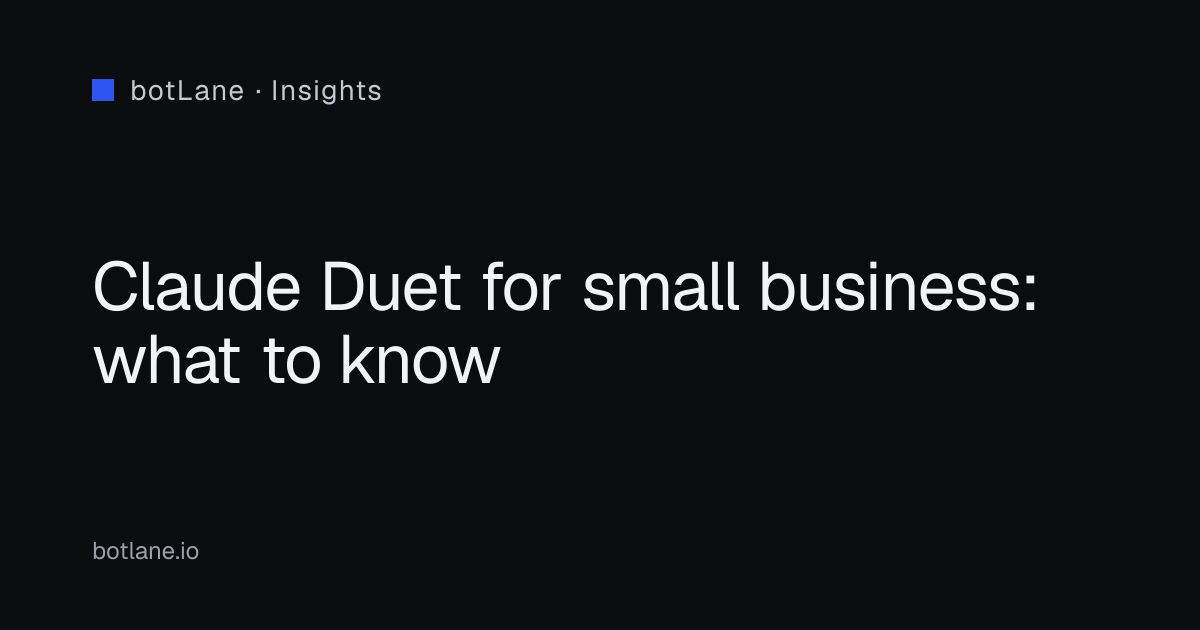 botLane · Insights
Claude Duet for small business:
what to know
botlane.io